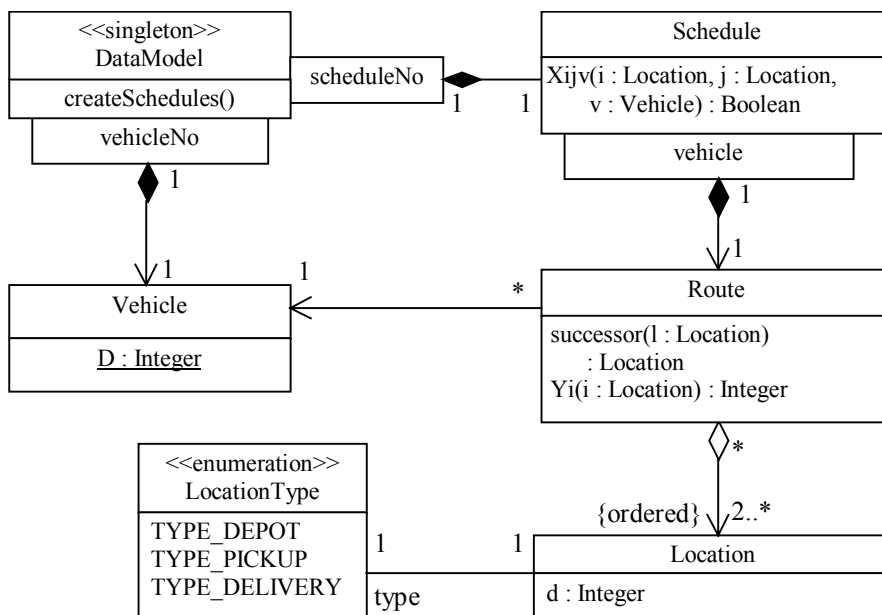 <<singleton>>
DataModel
createSchedules()
vehicleNo
scheduleNo
1
1
Schedule
Xijv(i : Location, j : Location,
v : Vehicle) : Boolean
vehicle
1
1
1
1
Vehicle
D : Integer
1
*
Route
successor(l : Location)
: Location
Yi(i : Location) : Integer
*
{ordered}
2..*
<<enumeration>>
LocationType
TYPE_DEPOT
TYPE_PICKUP
TYPE_DELIVERY
1
type
1
Location
d : Integer